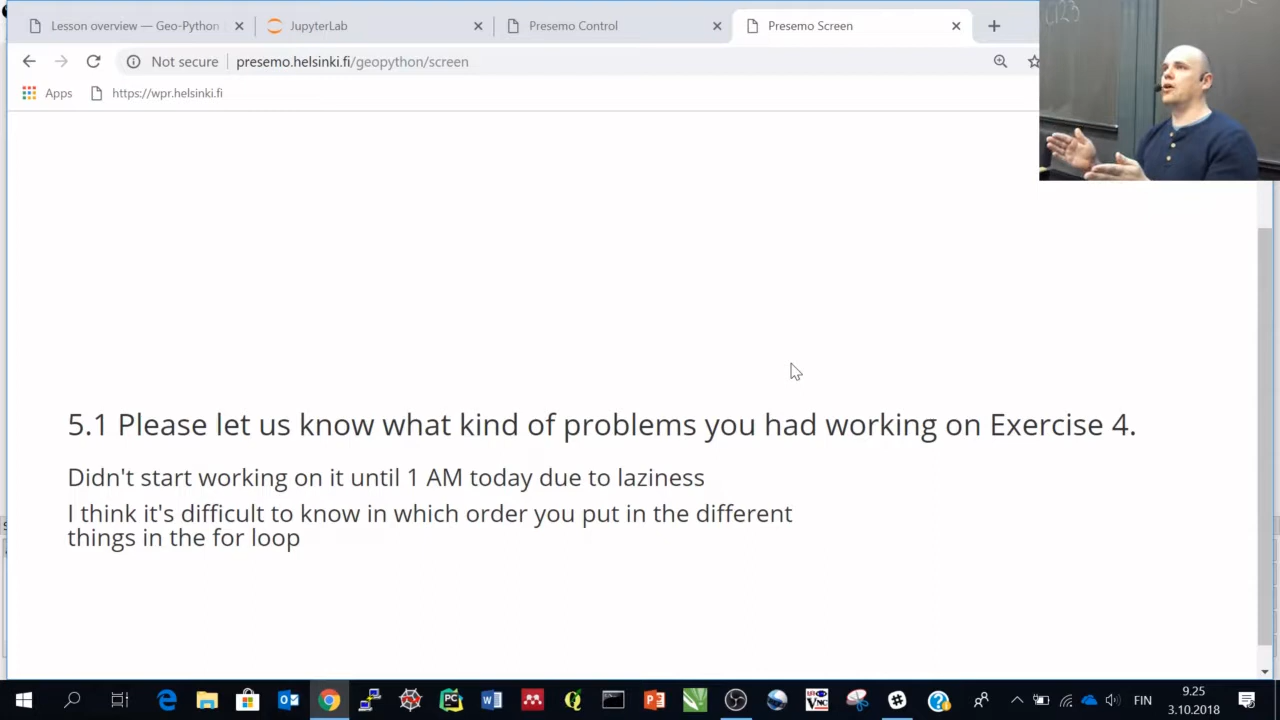 Lesson overview — Geo-Python
JupyterLab
Presemo Control
Presemo Screen
Not secure
presemo.helsinki.fi/geopython/screen
Apps
https://wpr.helsinki.fi
5.1 Please let us know what kind of problems you had working on Exercise 4.
Didn't start working on it until 1 AM today due to laziness
I think it's difficult to know in which order you put in the different
things in the for loop
FIN
9.25
3.10.2018